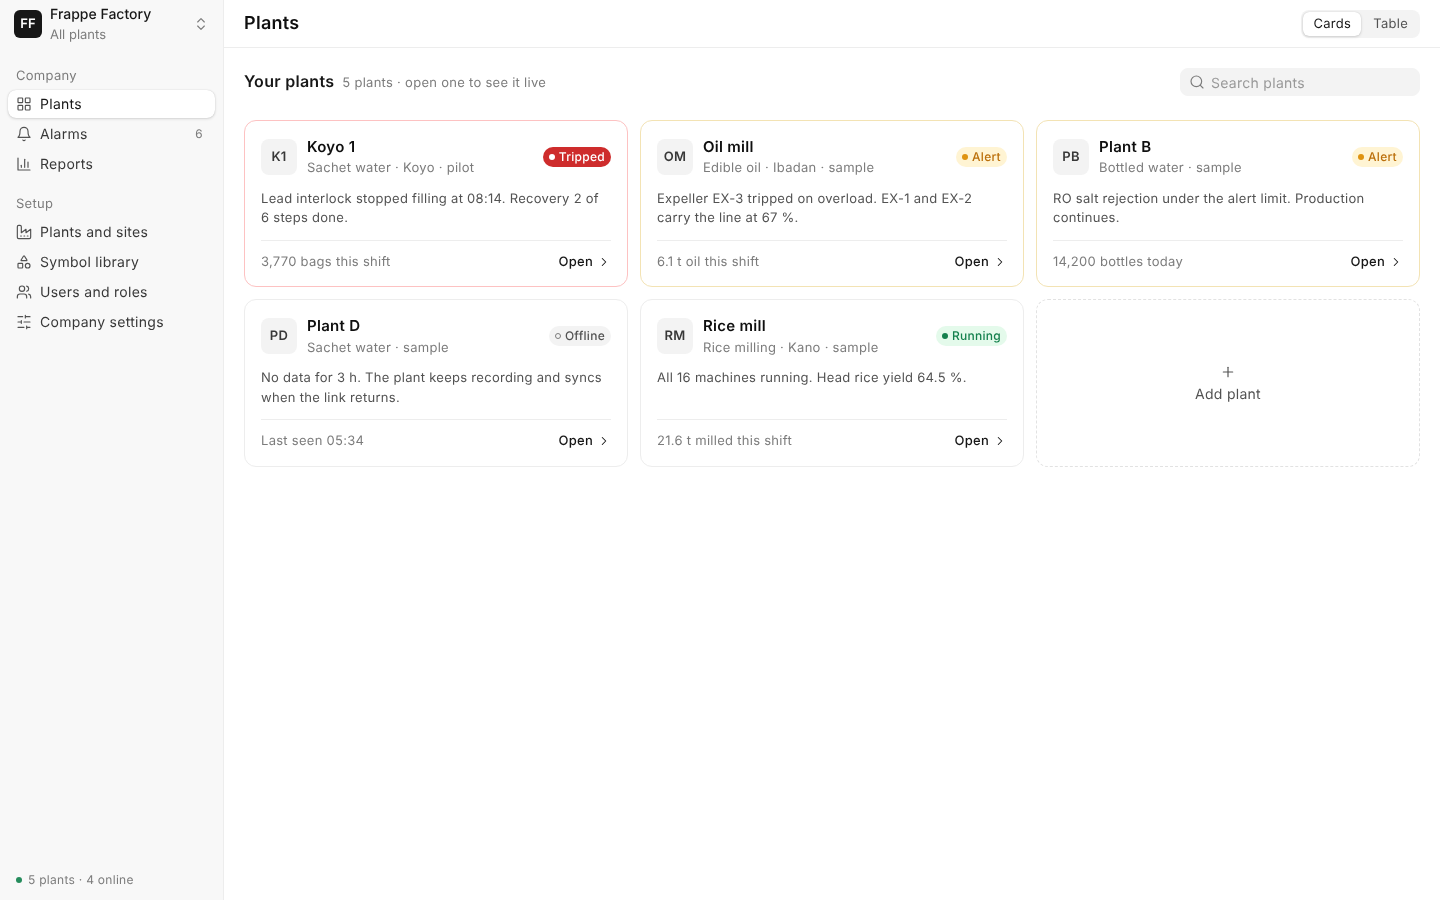 FF
Frappe Factory
All plants
Company
Plants
Alarms 6
Reports
Setup
Plants and sites
Symbol library
Users and roles
Company settings
5 plants · 4 online
Plants
Cards Table
Your plants 5 plants · open one to see it live
Search plants
K1
Koyo 1
Sachet water · Koyo · pilot
Tripped
Lead interlock stopped filling at 08:14. Recovery 2 of
6 steps done.
3,770 bags this shift
Open
OM
Oil mill
Edible oil · Ibadan · sample
Alert
Expeller EX-3 tripped on overload. EX-1 and EX-2
carry the line at 67 %.
6.1 t oil this shift
Open
PB
Plant B
Bottled water · sample
Alert
RO salt rejection under the alert limit. Production
continues.
14,200 bottles today
Open
PD
Plant D
Sachet water · sample
Offline
No data for 3 h. The plant keeps recording and syncs
when the link returns.
Last seen 05:34
Open
RM
Rice mill
Rice milling · Kano · sample
Running
All 16 machines running. Head rice yield 64.5 %.
21.6 t milled this shift
Open
Add plant